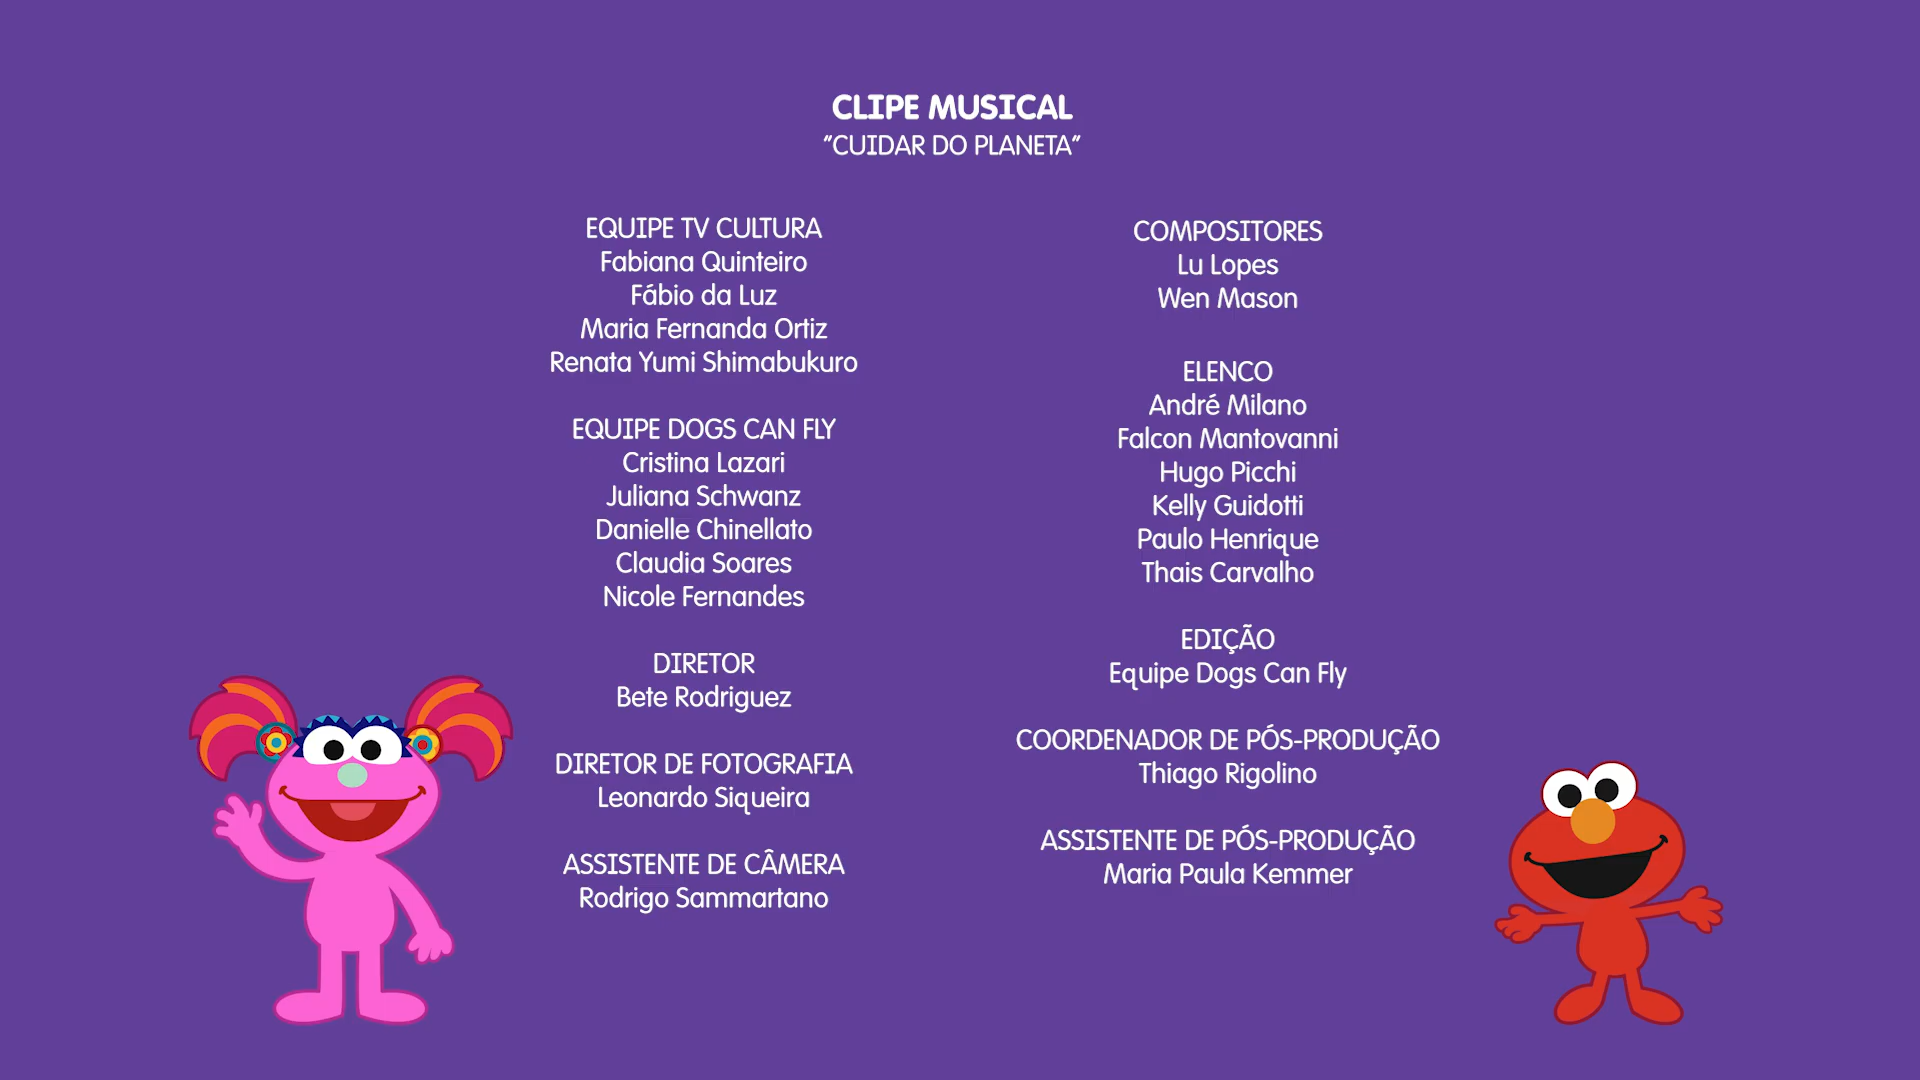 CLIPE MUSICAL
“CUIDAR DO PLANETA”
EQUIPE TV CULTURA
Fabiana Quinteiro
Fábio da Luz
Maria Fernanda Ortiz
Renata Yumi Shimabukuro
EQUIPE DOGS CAN FLY
Cristina Lazari
Juliana Schwanz
Danielle Chinellato
Claudia Soares
Nicole Fernandes
DIRETOR
Bete Rodriguez
DIRETOR DE FOTOGRAFIA
Leonardo Siqueira
ASSISTENTE DE CÂMERA
Rodrigo Sammartano
COMPOSITORES
Lu Lopes
Wen Mason
ELENCO
André Milano
Falcon Mantovanni
Hugo Picchi
Kelly Guidotti
Paulo Henrique
Thais Carvalho
EDIÇÃO
Equipe Dogs Can Fly
COORDENADOR DE PÓS-PRODUÇÃO
Thiago Rigolino
ASSISTENTE DE PÓS-PRODUÇÃO
Maria Paula Kemmer